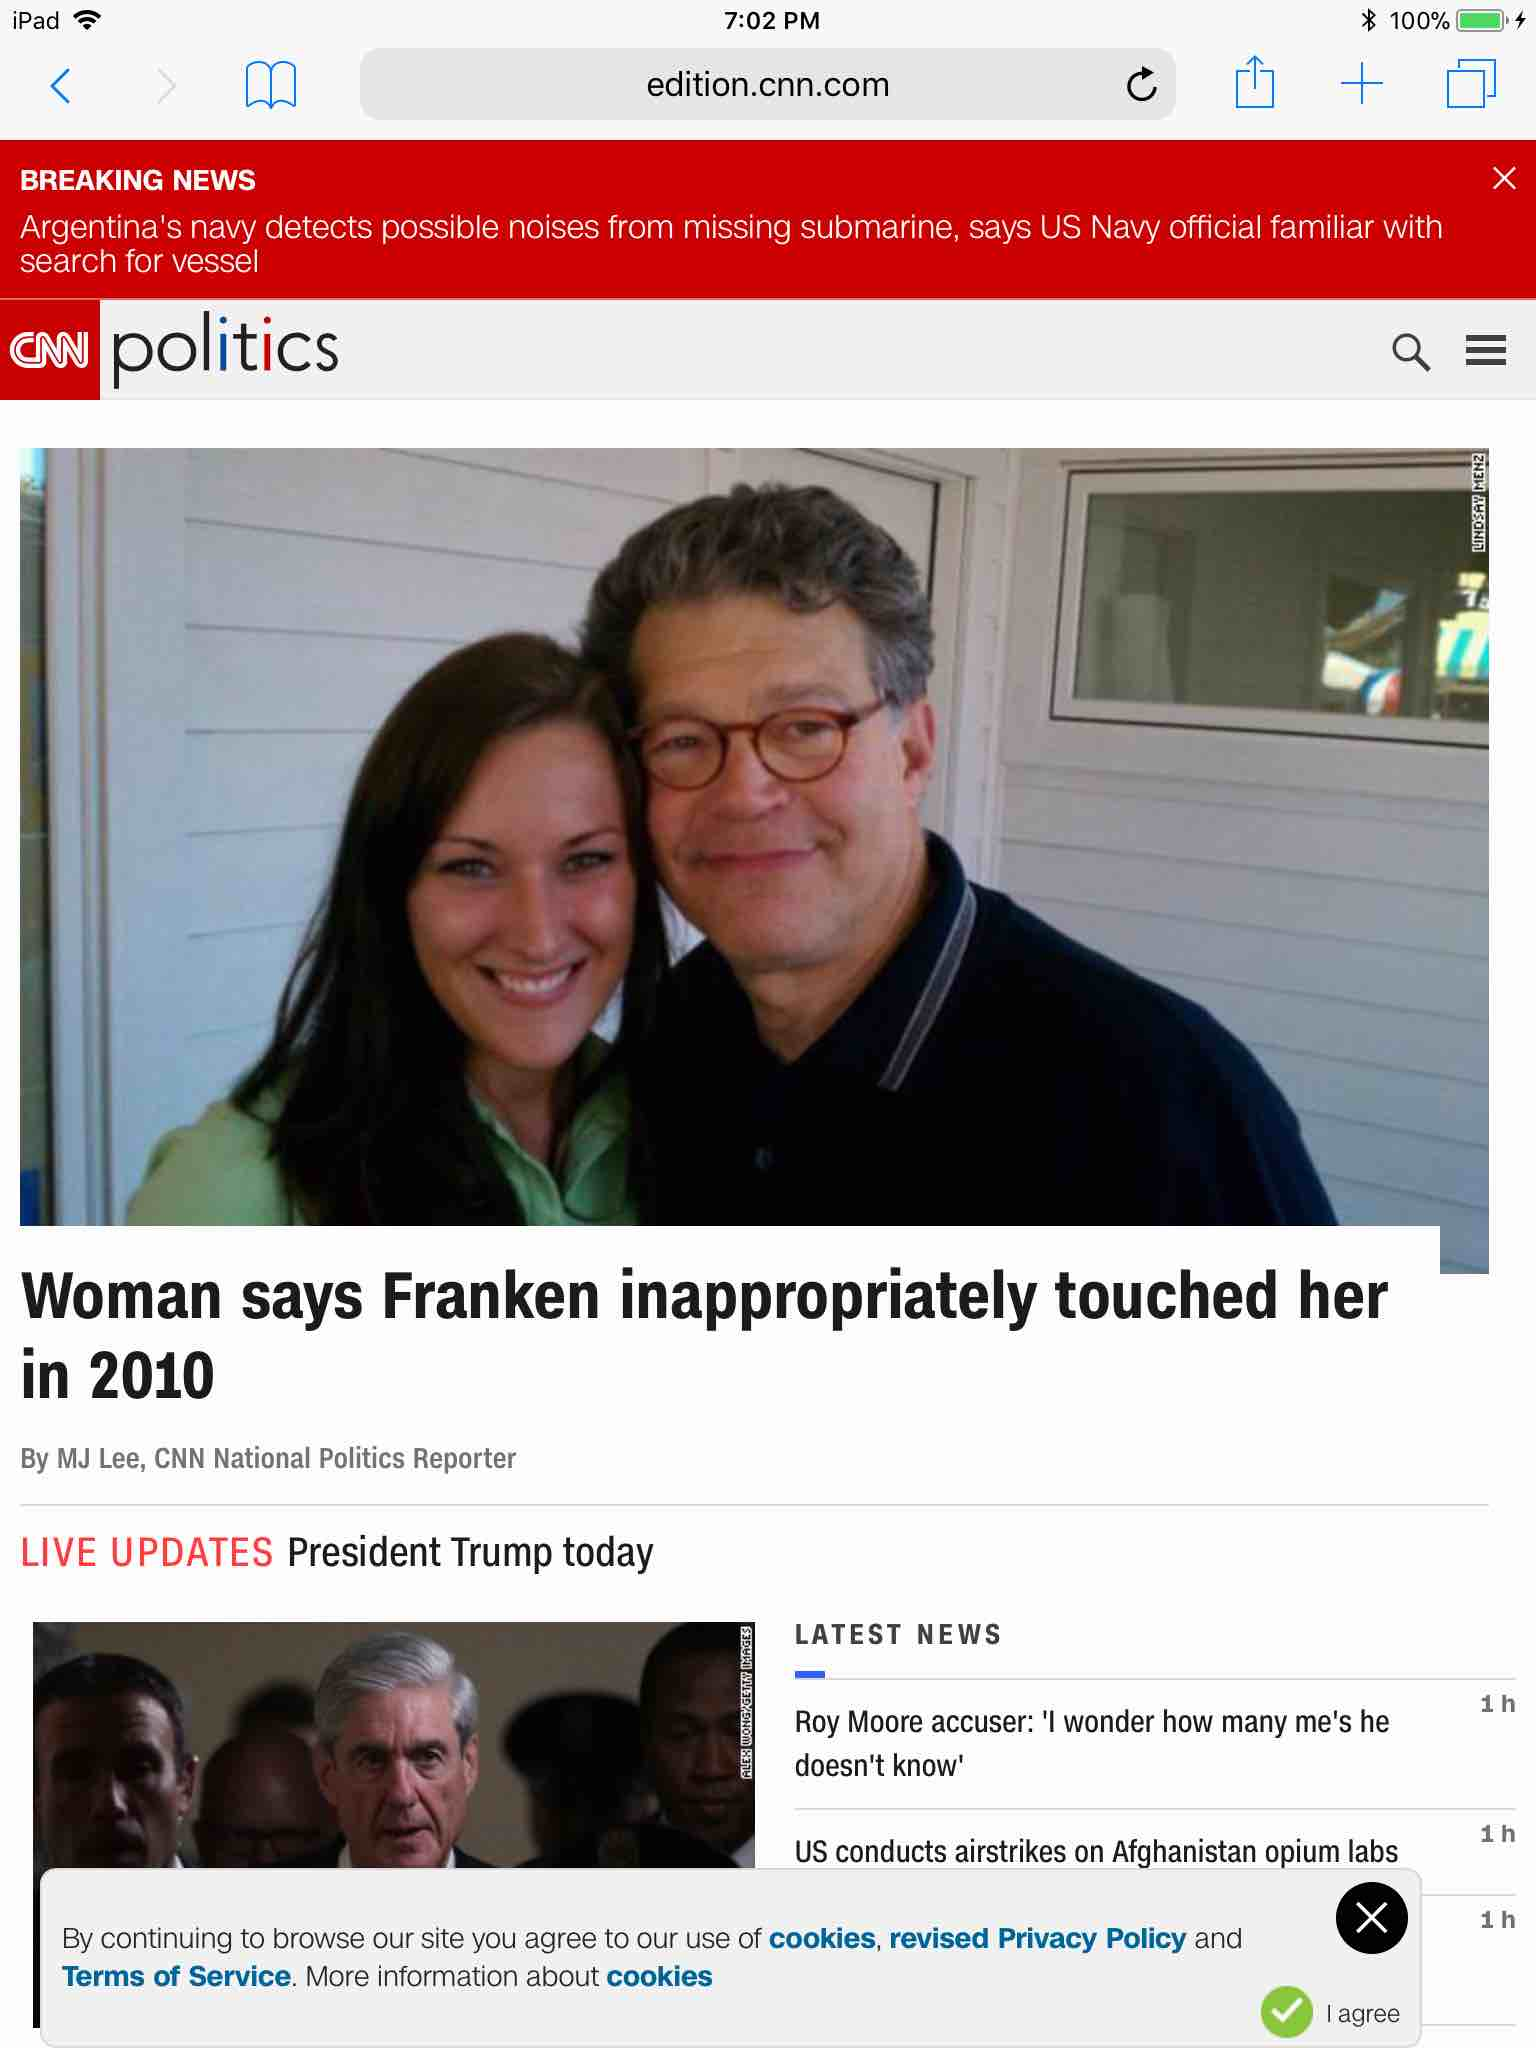 iPad 7:02 PM 100%
edition.cnn.com
BREAKING NEWS
Argentina's navy detects possible noises from missing submarine, says US Navy official familiar with
search for vessel
CNN politics
LINDSAY MENZ
Woman says Franken inappropriately touched her
in 2010
By MJ Lee, CNN National Politics Reporter
LIVE UPDATES President Trump today
ALEX WONG/GETTY IMAGES
LATEST NEWS
Roy Moore accuser: 'I wonder how many me's he
doesn't know'
1 h
US conducts airstrikes on Afghanistan opium labs
1 h
1 h
By continuing to browse our site you agree to our use of cookies, revised Privacy Policy and
Terms of Service. More information about cookies
I agree